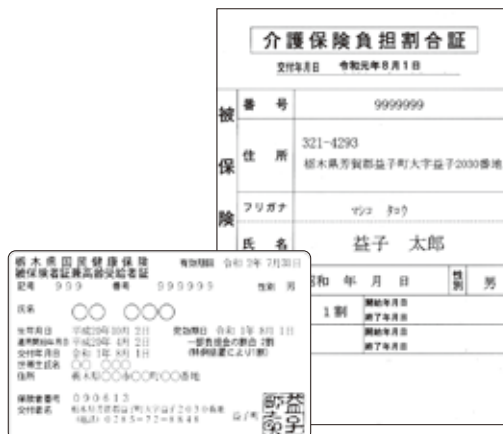 介護保険負担割合証
交付年月日 令和元年8月1日
被保険
番号 9999999
住所 321-4293
栃木県芳賀郡益子町大字益子2030番地
フリガナ マシコ タロウ
氏名 益子 太郎
年 月 日 性別 男
1割 開始年月日
終了年月日
開始年月日
終了年月日
栃木県国民健康保険
被保険者証兼高齢受給者証
有効期限 令和 2年 7月31日
記号 999 番号 999999 性別 男
氏名 ○○ ○○○
生年月日 平成20年10月 2日 発効期日 令和 1年 8月 1日
適用開始年月日 平成20年 4月 2日 一部負担金の割合 2割
交付年月日 令和 1年 8月 1日 (特例措置により1割)
世帯主氏名 ○○ ○○○
住所 栃木県○○市○○町○○番地
保険者番号 090613
交付者名 栃木県芳賀郡益子町大字益子2030番地
(電話) 0285-72-8848 益子町